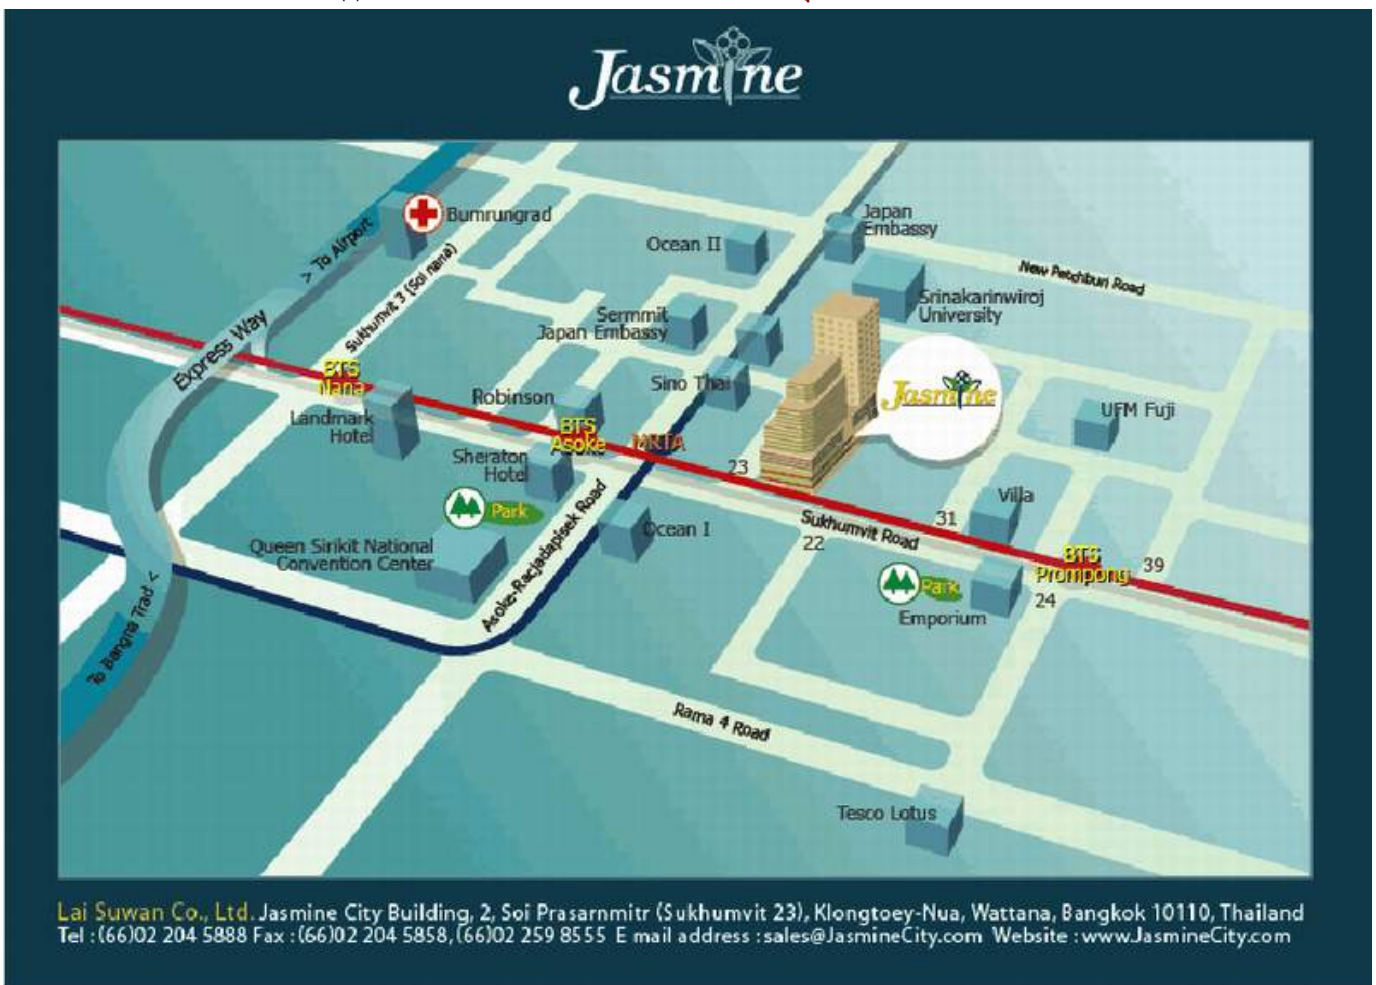 Jasmine
Bumrungrad
> To Airport
Sukhumvit 3 (Soi nana)
Express Way
Ocean II
Japan
Embassy
New Petchburi Road
Srinakarinwiroj
University
Sermmit
Japan Embassy
Sino Thai
Jasmine
UFM Fuji
BTS
Nana
Landmark
Hotel
Robinson
BTS
Asoke
MRTA
Sheraton
Hotel
23
Park
Asoke-Racjadapisek Road
Ocean I
Queen Sirikit National
Convention Center
Villa
31
Sukhumvit Road
22
BTS
Prompong
39
Park
24
Emporium
To Bangna Trad <
Rama 4 Road
Tesco Lotus
Lai Suwan Co., Ltd. Jasmine City Building, 2, Soi Prasarnmitr (Sukhumvit 23), Klongtoey-Nua, Wattana, Bangkok 10110, Thailand
Tel :(66)02 204 5888 Fax :(66)02 204 5858,(66)02 259 8555 E mail address :sales@JasmineCity.com Website :www.JasmineCity.com